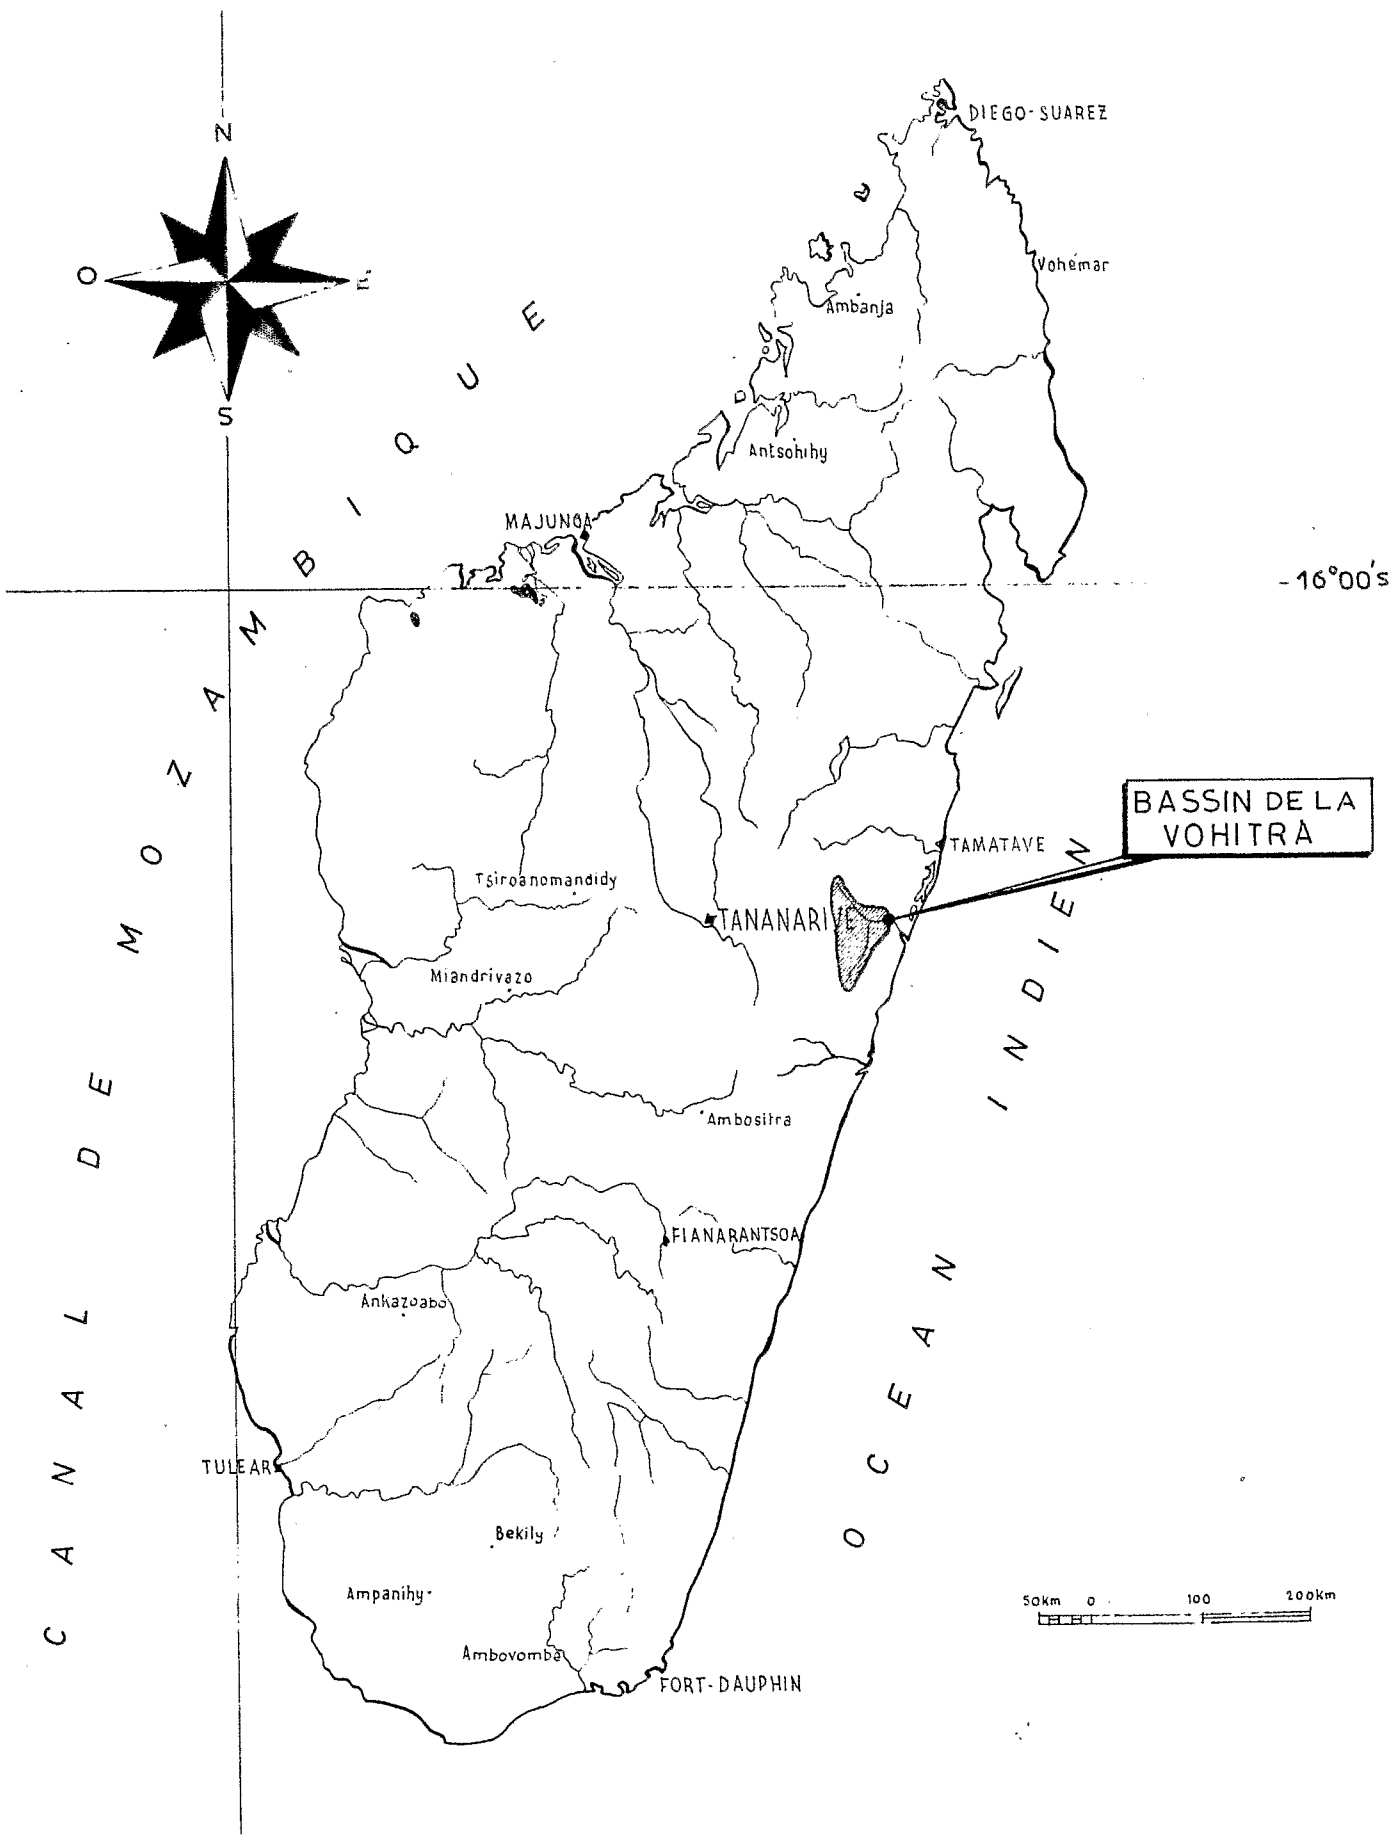 N
DIEGO-SUAREZ
O
E
Vohémar
Ambanja
S
Antsohihy
MAJUNGA
-16°00's
CANAL DE MOZAMBIQUE
BASSIN DE LA
VOHITRA
TAMATAVE
Tsiroanomandidy
TANANARIVE
Miandrivazo
OCEAN INDIEN
Ambositra
FIANARANTSOA
Ankazoabo
TULEAR
Bekily
Ampanihy
50km 0 100 200km
Ambovombe
FORT-DAUPHIN